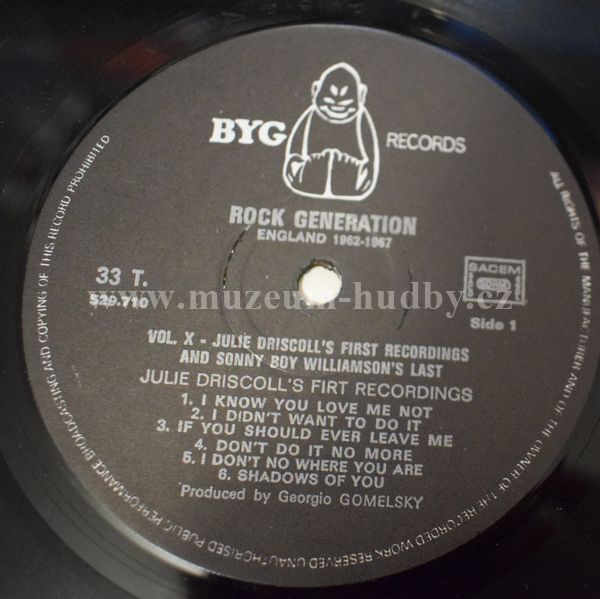 BYG RECORDS
ROCK GENERATION
ENGLAND 1962-1967
33 T.
529.710
SACEM
SDRM
Side 1
www.muzeum-hudby.cz
VOL. X - JULIE DRISCOLL'S FIRST RECORDINGS
AND SONNY BOY WILLIAMSON'S LAST
JULIE DRISCOLL'S FIRT RECORDINGS
1. I KNOW YOU LOVE ME NOT
2. I DIDN'T WANT TO DO IT
3. IF YOU SHOULD EVER LEAVE ME
4. DON'T DO IT NO MORE
5. I DON'T NO WHERE YOU ARE
6. SHADOWS OF YOU
Produced by Georgio GOMELSKY
ALL RIGHTS OF THE MANUFACTURER AND OF THE OWNER OF THE RECORDED WORK RESERVED UNAUTHORISED PUBLIC PERFORMANCE BROADCASTING AND COPYING OF THIS RECORD PROHIBITED